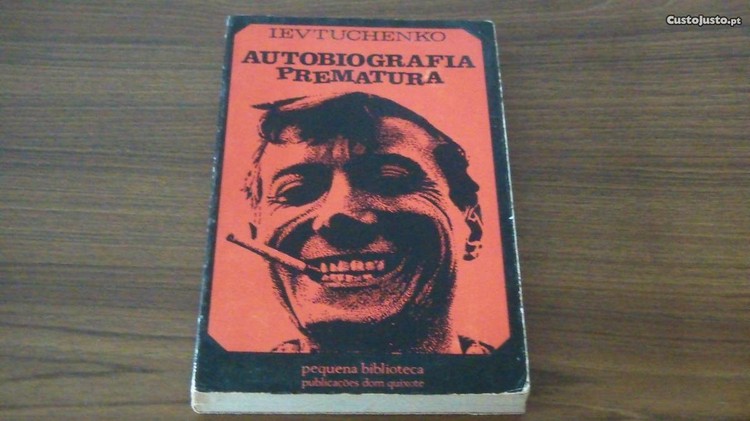 CustoJusto.pt
IEVTUCHENKO
AUTOBIOGRAFIA
PREMATURA
pequena biblioteca
publicações dom quixote